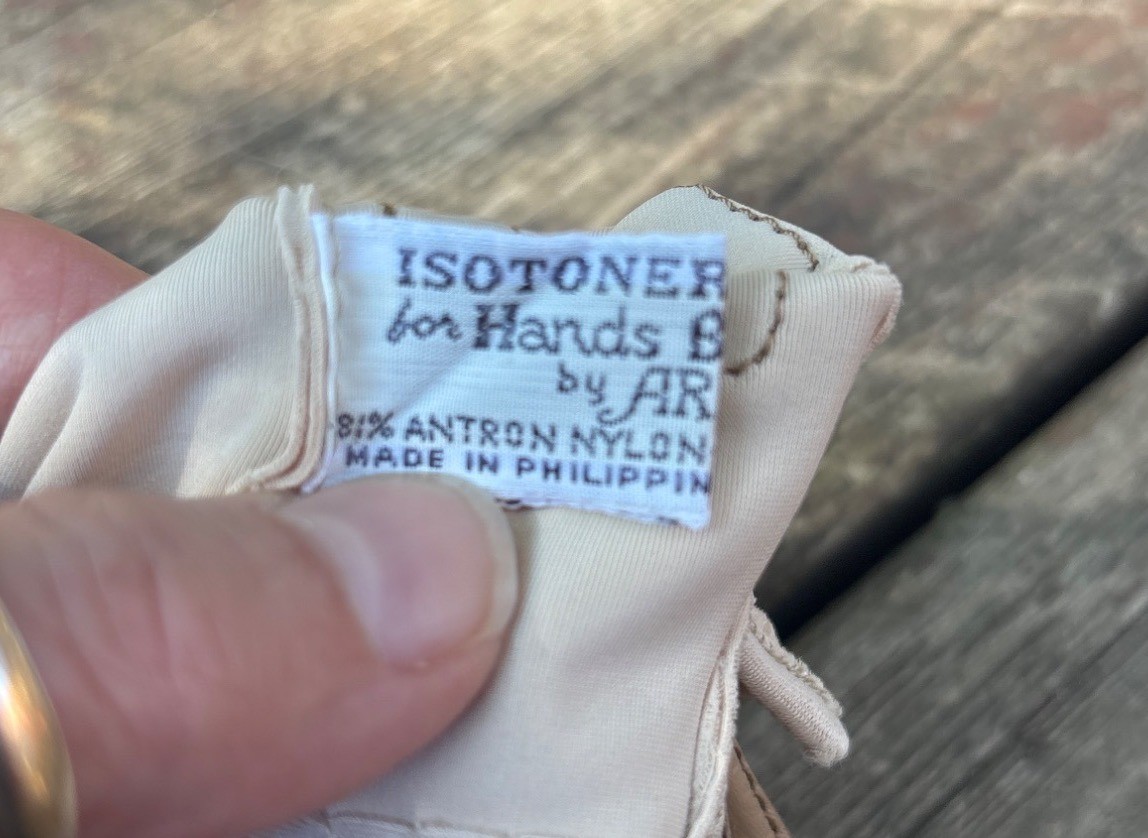 ISOTONER
for Hands B
by AR
81% ANTRON NYLON
MADE IN PHILIPPIN